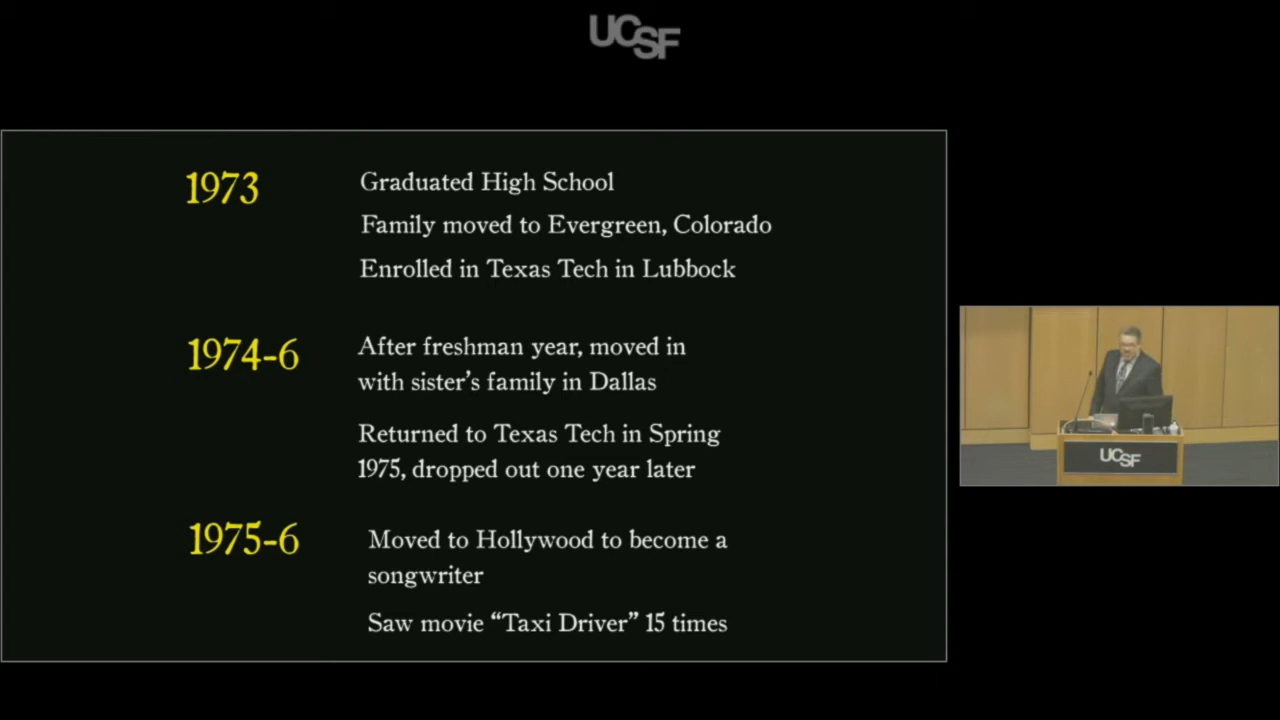 UCSF
1973
Graduated High School
Family moved to Evergreen, Colorado
Enrolled in Texas Tech in Lubbock
1974-6
After freshman year, moved in
with sister’s family in Dallas
Returned to Texas Tech in Spring
1975, dropped out one year later
1975-6
Moved to Hollywood to become a
songwriter
Saw movie “Taxi Driver” 15 times
UCSF